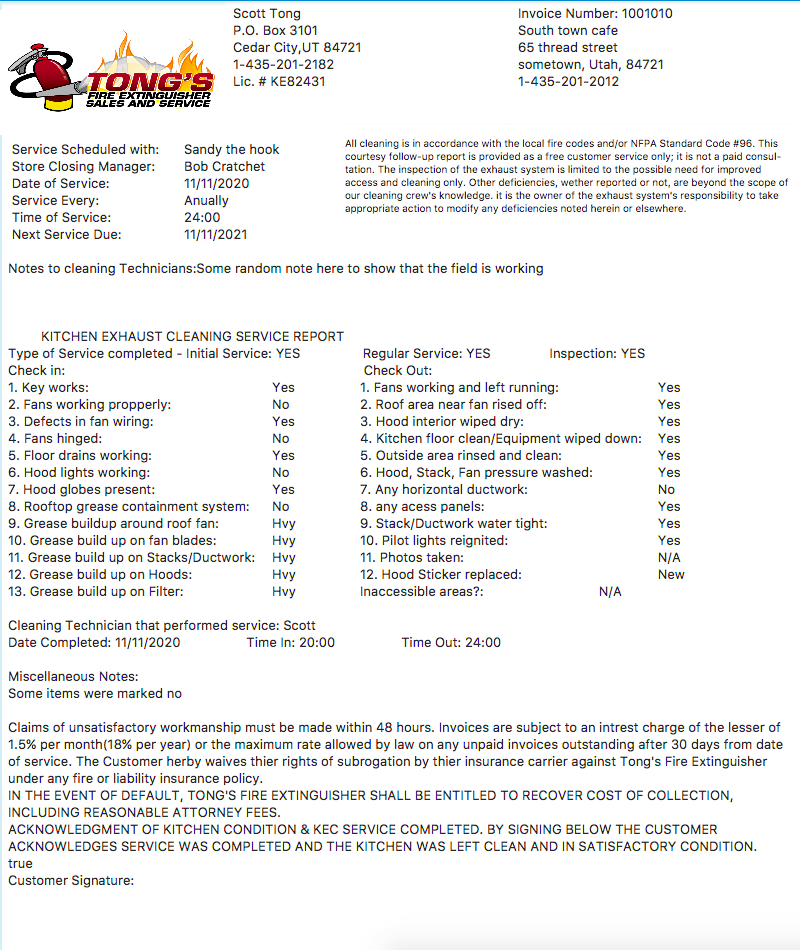 TONG'S
FIRE EXTINGUISHER
SALES AND SERVICE
Scott Tong
P.O. Box 3101
Cedar City,UT 84721
1-435-201-2182
Lic. # KE82431
Invoice Number: 1001010
South town cafe
65 thread street
sometown, Utah, 84721
1-435-201-2012
Service Scheduled with: Sandy the hook
Store Closing Manager: Bob Cratchet
Date of Service: 11/11/2020
Service Every: Anually
Time of Service: 24:00
Next Service Due: 11/11/2021
All cleaning is in accordance with the local fire codes and/or NFPA Standard Code #96. This
courtesy follow-up report is provided as a free customer service only; it is not a paid consul-
tation. The inspection of the exhaust system is limited to the possible need for improved
access and cleaning only. Other deficiencies, wether reported or not, are beyond the scope of
our cleaning crew's knowledge. it is the owner of the exhaust system's responsibility to take
appropriate action to modify any deficiencies noted herein or elsewhere.
Notes to cleaning Technicians:Some random note here to show that the field is working
KITCHEN EXHAUST CLEANING SERVICE REPORT
Type of Service completed - Initial Service: YES Regular Service: YES Inspection: YES
Check in:
1. Key works: Yes
2. Fans working propperly: No
3. Defects in fan wiring: Yes
4. Fans hinged: No
5. Floor drains working: Yes
6. Hood lights working: No
7. Hood globes present: Yes
8. Rooftop grease containment system: No
9. Grease buildup around roof fan: Hvy
10. Grease build up on fan blades: Hvy
11. Grease build up on Stacks/Ductwork: Hvy
12. Grease build up on Hoods: Hvy
13. Grease build up on Filter: Hvy
Check Out:
1. Fans working and left running: Yes
2. Roof area near fan rised off: Yes
3. Hood interior wiped dry: Yes
4. Kitchen floor clean/Equipment wiped down: Yes
5. Outside area rinsed and clean: Yes
6. Hood, Stack, Fan pressure washed: Yes
7. Any horizontal ductwork: No
8. any acess panels: Yes
9. Stack/Ductwork water tight: Yes
10. Pilot lights reignited: Yes
11. Photos taken: N/A
12. Hood Sticker replaced: New
Inaccessible areas?: N/A
Cleaning Technician that performed service: Scott
Date Completed: 11/11/2020 Time In: 20:00 Time Out: 24:00
Miscellaneous Notes:
Some items were marked no
Claims of unsatisfactory workmanship must be made within 48 hours. Invoices are subject to an intrest charge of the lesser of
1.5% per month(18% per year) or the maximum rate allowed by law on any unpaid invoices outstanding after 30 days from date
of service. The Customer herby waives thier rights of subrogation by thier insurance carrier against Tong's Fire Extinguisher
under any fire or liability insurance policy.
IN THE EVENT OF DEFAULT, TONG'S FIRE EXTINGUISHER SHALL BE ENTITLED TO RECOVER COST OF COLLECTION,
INCLUDING REASONABLE ATTORNEY FEES.
ACKNOWLEDGMENT OF KITCHEN CONDITION & KEC SERVICE COMPLETED. BY SIGNING BELOW THE CUSTOMER
ACKNOWLEDGES SERVICE WAS COMPLETED AND THE KITCHEN WAS LEFT CLEAN AND IN SATISFACTORY CONDITION.
true
Customer Signature: